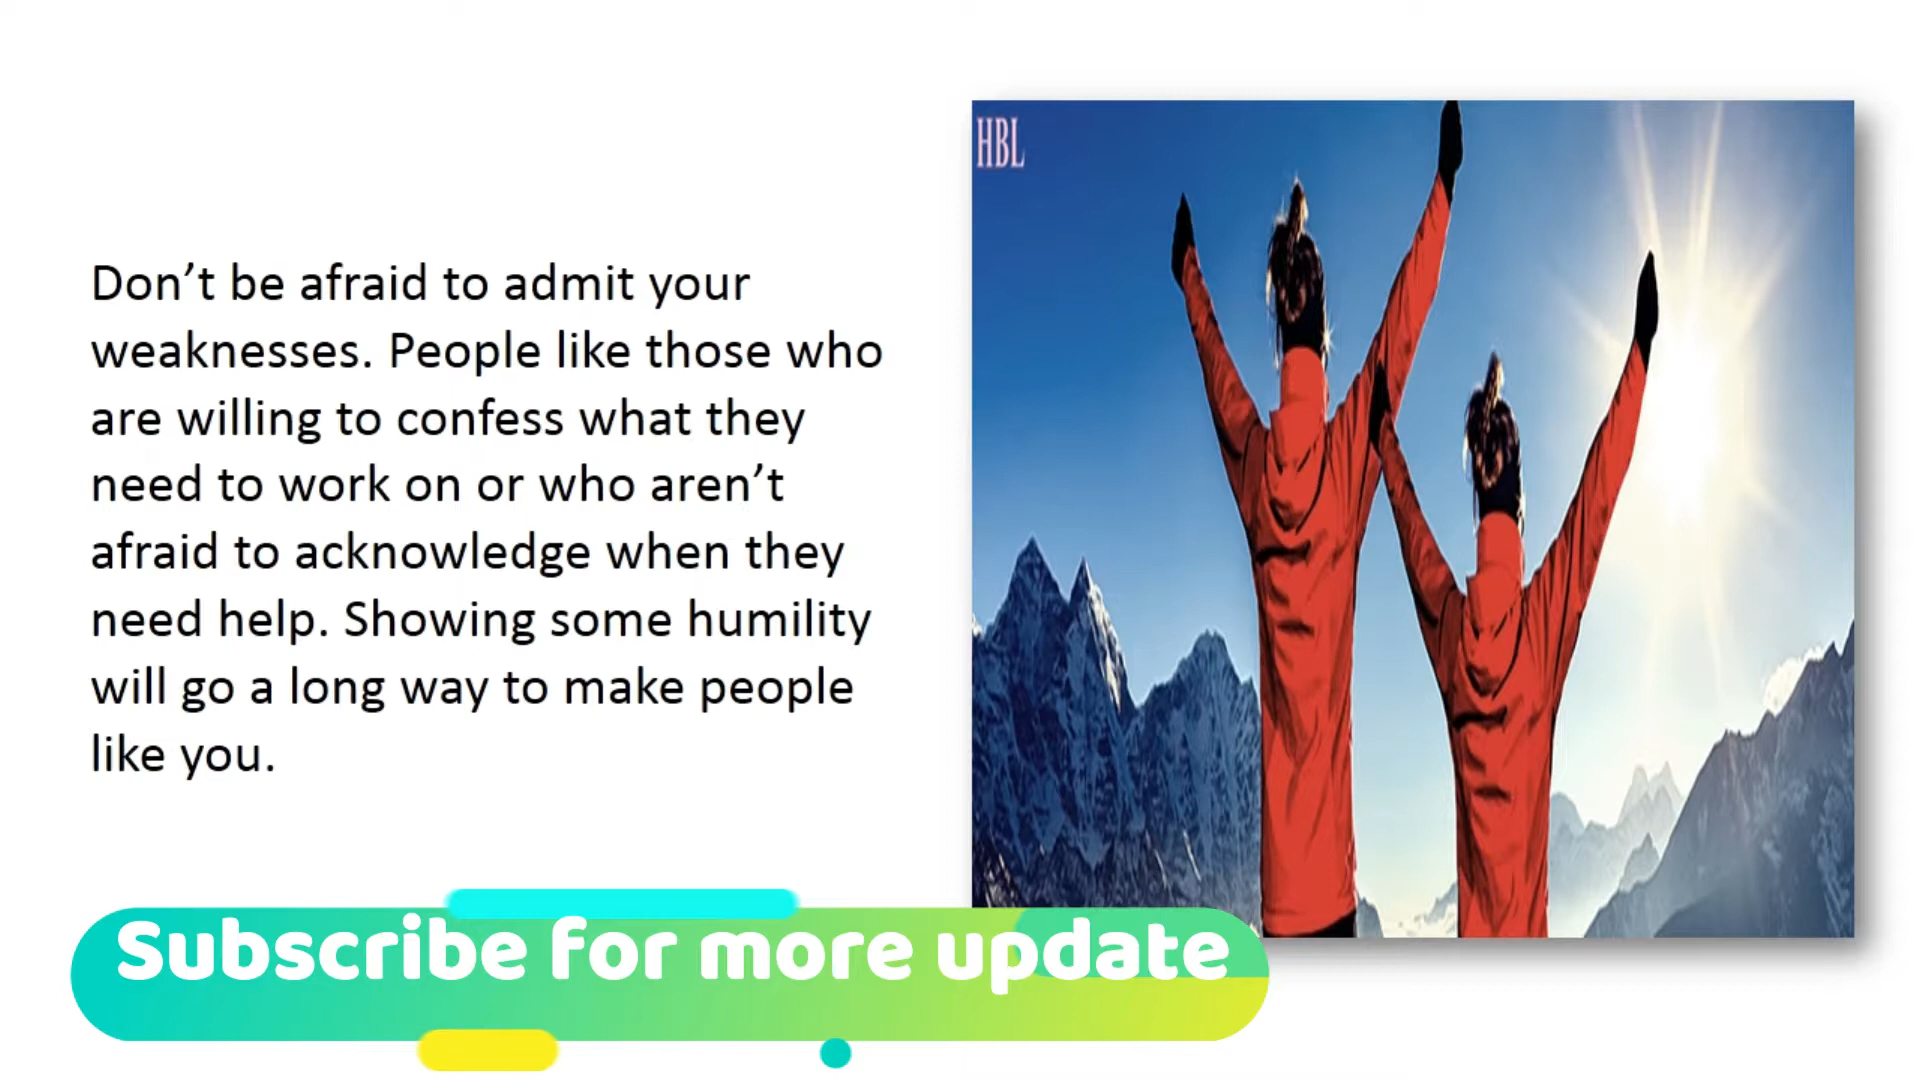 HBL
Don’t be afraid to admit your
weaknesses. People like those who
are willing to confess what they
need to work on or who aren’t
afraid to acknowledge when they
need help. Showing some humility
will go a long way to make people
like you.
Subscribe for more update